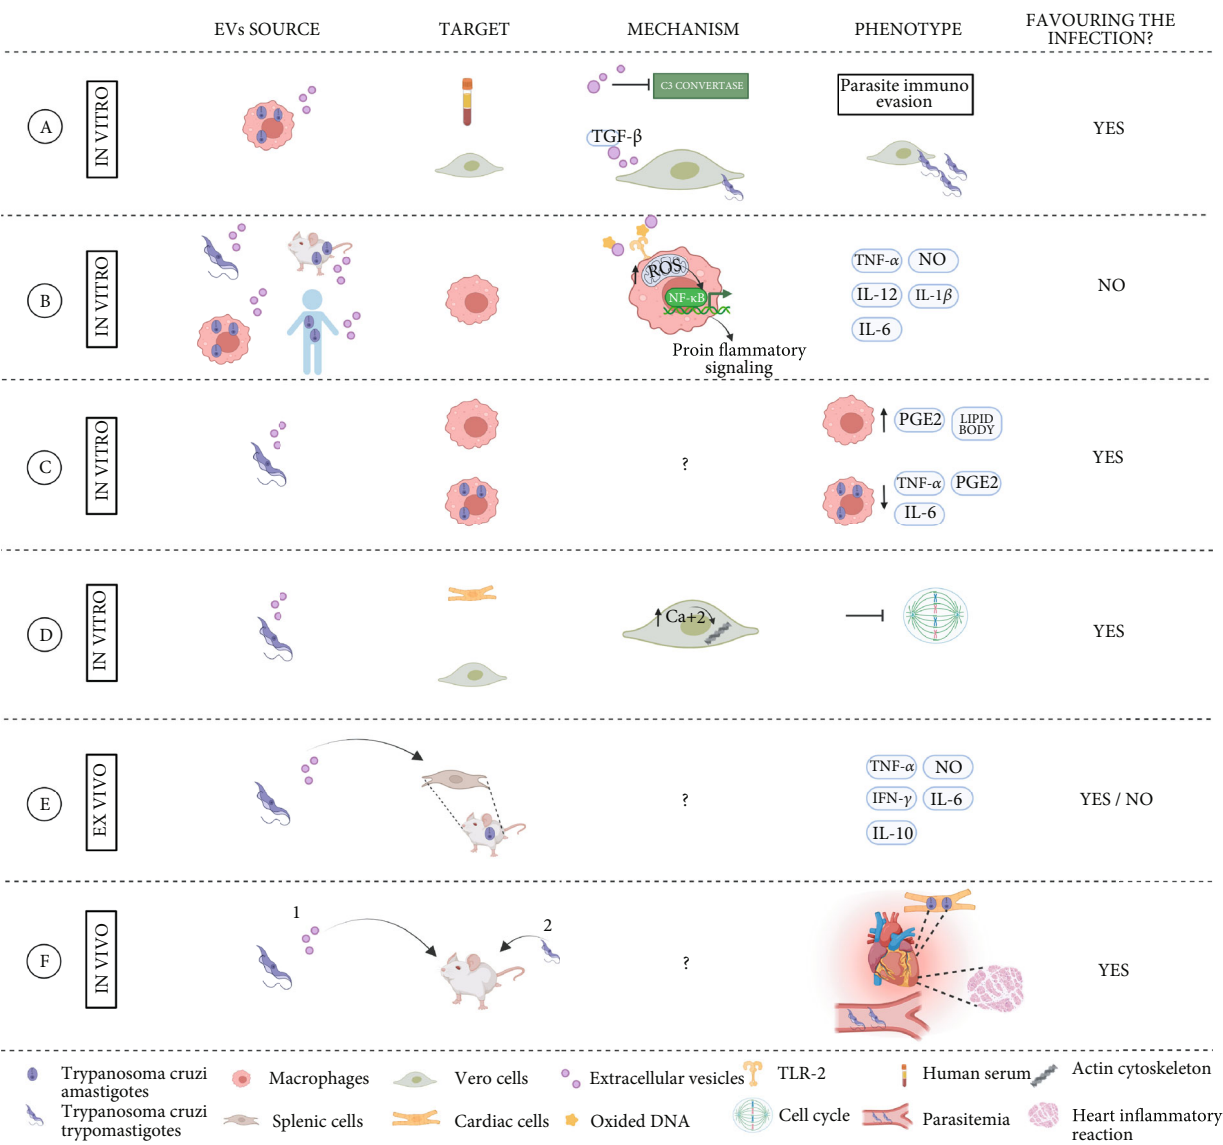 EVs SOURCE
TARGET
MECHANISM
PHENOTYPE
FAVOURING THE
INFECTION?
A
IN VITRO
C3 CONVERTASE
TGF-β
Parasite immuno
evasion
YES
B
IN VITRO
ROS
NF-κB
Proin flammatory
signaling
TNF-α
NO
IL-12
IL-1β
IL-6
NO
C
IN VITRO
?
PGE2
LIPID
BODY
TNF-α
PGE2
IL-6
YES
D
IN VITRO
Ca+2
YES
E
EX VIVO
?
TNF-α
NO
IFN-γ
IL-6
IL-10
YES / NO
F
IN VIVO
1
2
?
YES
Trypanosoma cruzi
amastigotes
Macrophages
Vero cells
Extracellular vesicles
TLR-2
Human serum
Actin cytoskeleton
Trypanosoma cruzi
trypomastigotes
Splenic cells
Cardiac cells
Oxided DNA
Cell cycle
Parasitemia
Heart inflammatory
reaction